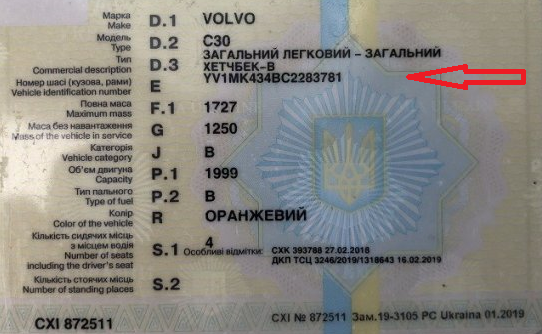 Марка
Make D.1 VOLVO
Модель
Type D.2 C30
Тип
Commercial description D.3 ЗАГАЛЬНИЙ ЛЕГКОВИЙ – ЗАГАЛЬНИЙ
ХЕТЧБЕК-В
Номер шасі (кузова, рами)
Vehicle identification number E YV1MK434BC2283781
Повна маса
Maximum mass F.1 1727
Маса без навантаження
Mass of the vehicle in service G 1250
Категорія
Vehicle category J B
Об'єм двигуна
Capacity P.1 1999
Тип пального
Type of fuel P.2 B
Колір
Color of the vehicle R ОРАНЖЕВИЙ
Кількість сидячих місць
з місцем водія
Number of seats
including the driver's seat S.1 4 Особливі відмітки: СХК 393788 27.02.2018
ДКП ТСЦ 3246/2019/1318643 16.02.2019
Кількість стоячих місць
Number of standing places S.2
CXI 872511 CXI № 872511 Зам.19-3105 PC Ukraina 01.2019